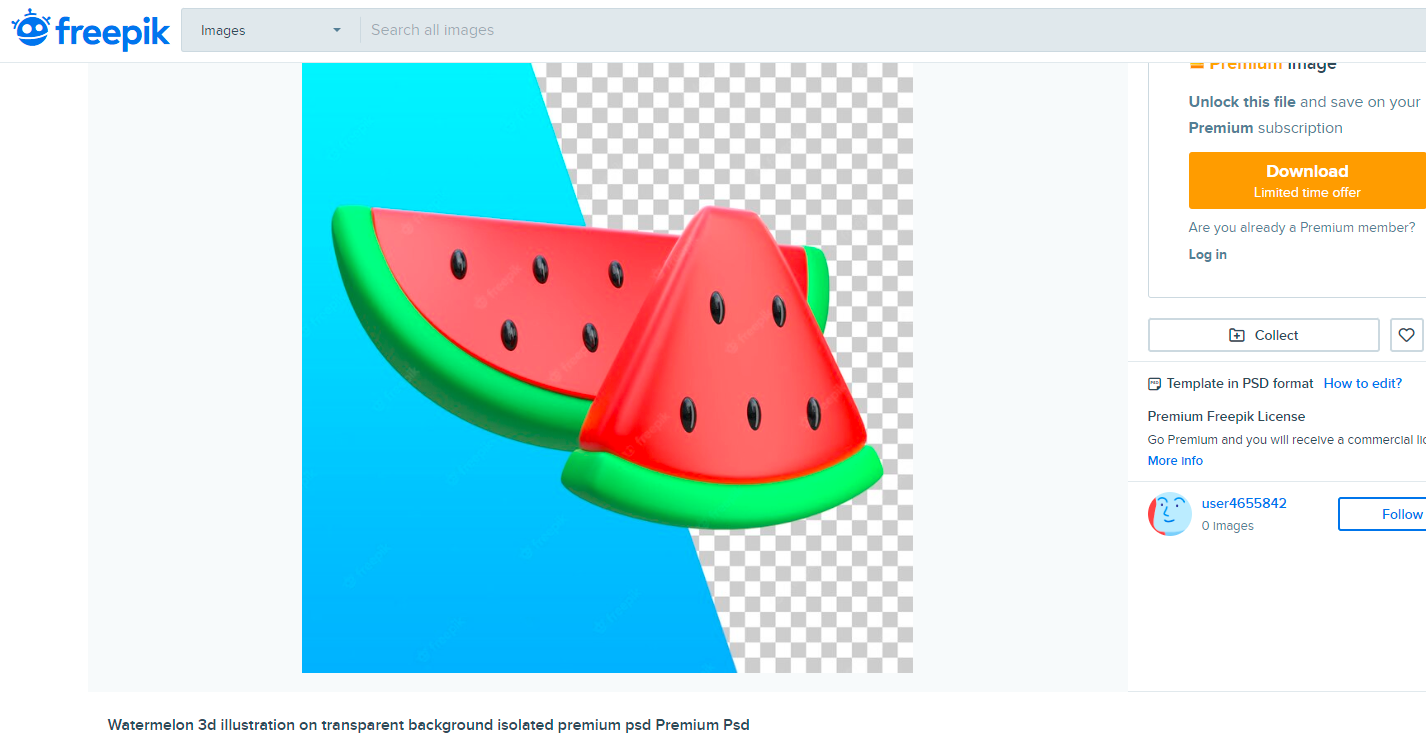 freepik
Images
Search all images
Premium Image
Unlock this file and save on your
Premium subscription
Download
Limited time offer
Are you already a Premium member?
Log in
Collect
Template in PSD format How to edit?
Premium Freepik License
Go Premium and you will receive a commercial
More info
user4655842
0 images
Follow
freepik
Watermelon 3d illustration on transparent background isolated premium psd Premium Psd